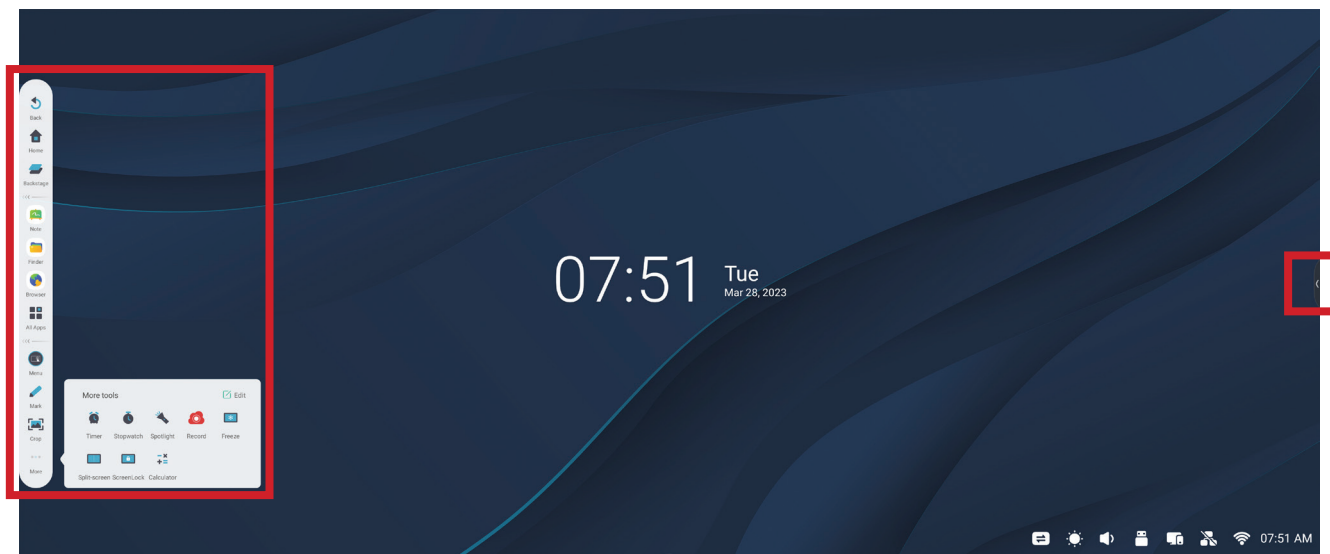 Back
Home
Backstage
Note
Finder
Browser
All Apps
Menu
Mark
Crop
More
More tools
Edit
Timer Stopwatch Spotlight Record Freeze
Split-screen ScreenLock Calculator
07:51
Tue
Mar 28, 2023
07:51 AM